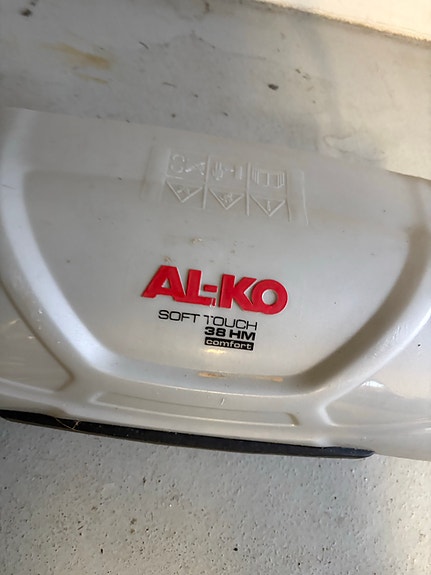 AL-KO
SOFT TOUCH
38 HM
comfort